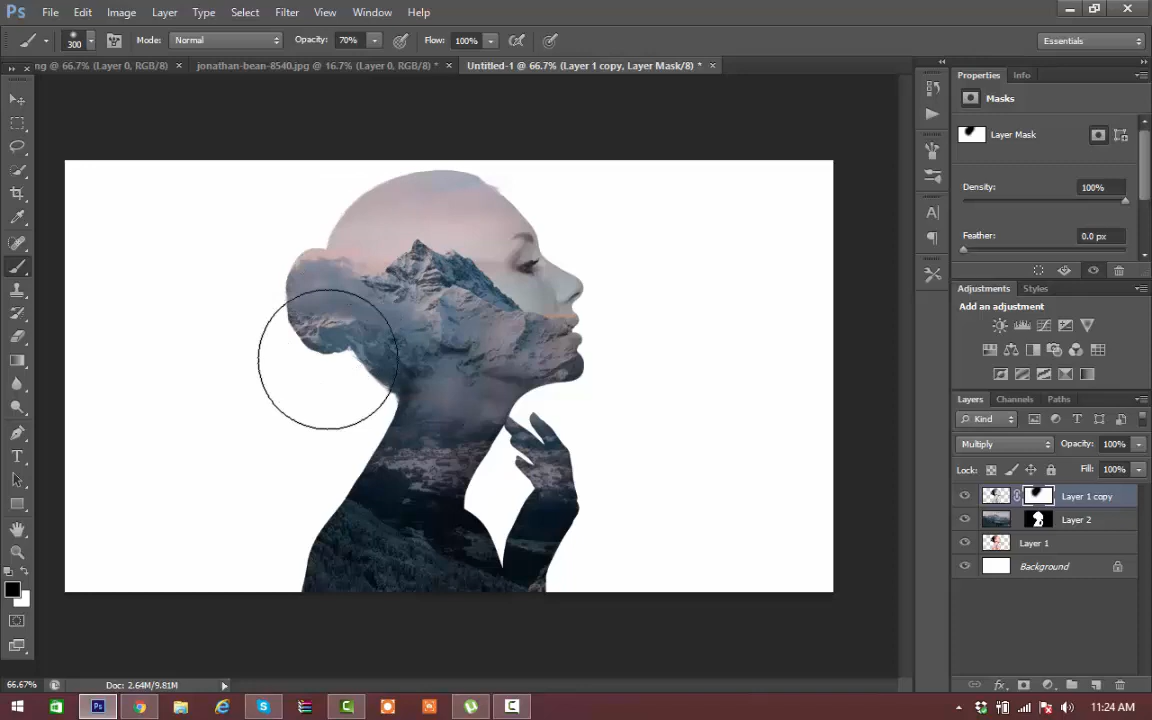 Ps File Edit Image Layer Type Select Filter View Window Help
300 Mode: Normal Opacity: 70% Flow: 100% Essentials
ng @ 66.7% (Layer 0, RGB/8) × jonathan-bean-8540.jpg @ 16.7% (Layer 0, RGB/8) * × Untitled-1 @ 66.7% (Layer 1 copy, Layer Mask/8) * ×
Properties Info
Masks
Layer Mask
Density: 100%
Feather: 0.0 px
Adjustments Styles
Add an adjustment
Layers Channels Paths
Kind
Multiply Opacity: 100%
Lock: Fill: 100%
Layer 1 copy
Layer 2
Layer 1
Background
66.67% Doc: 2.64M/9.81M
11:24 AM